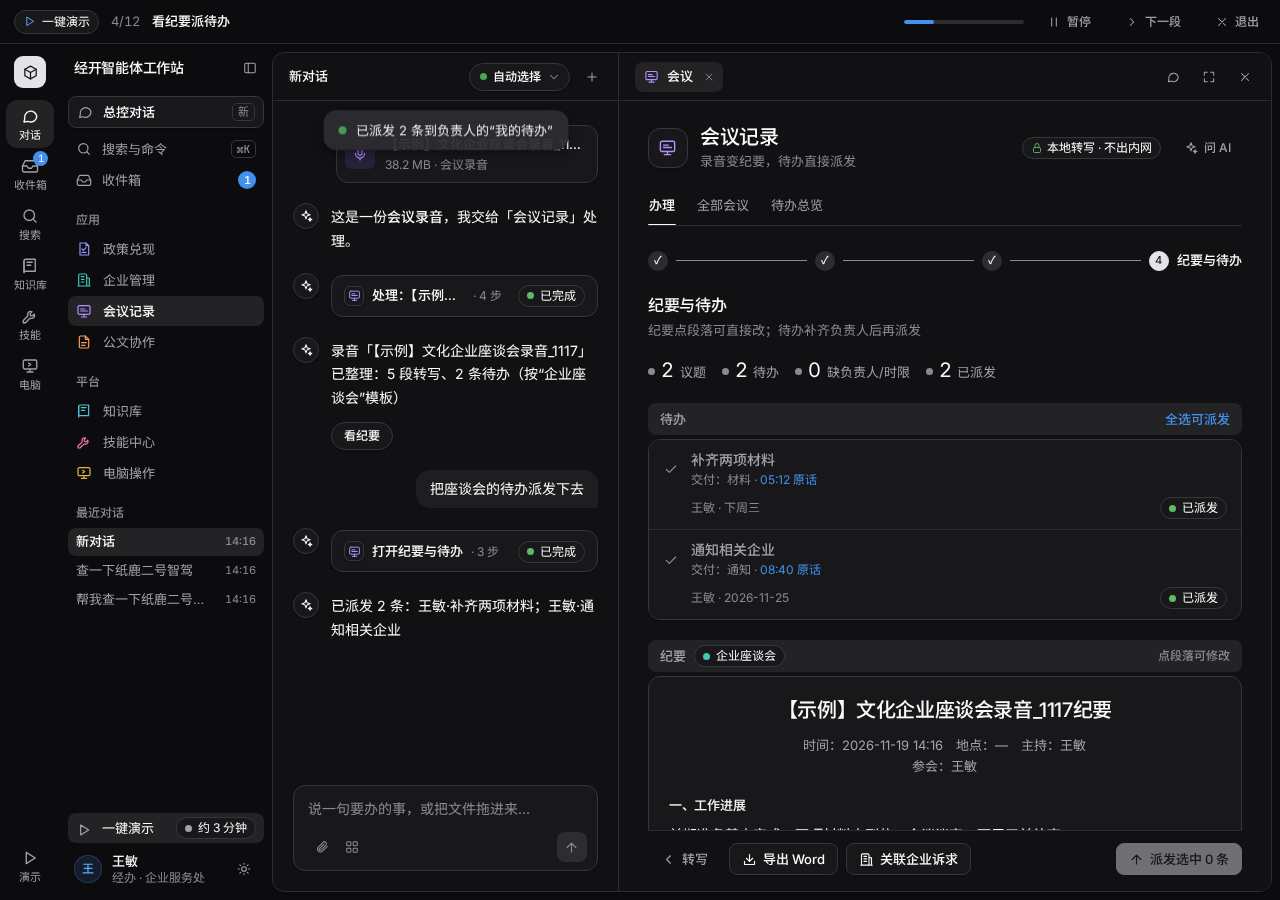 一键演示
4/12
看纪要派待办
暂停
下一段
退出
经开智能体工作站
总控对话
新
搜索与命令
⌘K
收件箱
1
应用
政策兑现
企业管理
会议记录
公文协作
平台
知识库
技能中心
电脑操作
最近对话
新对话 14:16
查一下纸鹿二号智驾 14:16
帮我查一下纸鹿二号... 14:16
一键演示
约 3 分钟
王敏
经办 · 企业服务处
王
对话
1
收件箱
搜索
知识库
技能
电脑
演示
新对话
自动选择
已派发 2 条到负责人的“我的待办”
38.2 MB · 会议录音
这是一份会议录音，我交给「会议记录」处
理。
处理：【示例... · 4 步
已完成
录音「【示例】文化企业座谈会录音_1117」
已整理：5 段转写、2 条待办（按“企业座
谈会”模板）
看纪要
把座谈会的待办派发下去
打开纪要与待办 · 3 步
已完成
已派发 2 条：王敏·补齐两项材料；王敏·通
知相关企业
说一句要办的事，或把文件拖进来...
会议
会议记录
录音变纪要，待办直接派发
本地转写 · 不出内网
问 AI
办理
全部会议
待办总览
4 纪要与待办
纪要与待办
纪要点段落可直接改；待办补齐负责人后再派发
2 议题
2 待办
0 缺负责人/时限
2 已派发
待办
全选可派发
补齐两项材料
交付：材料 · 05:12 原话
王敏 · 下周三
已派发
通知相关企业
交付：通知 · 08:40 原话
王敏 · 2026-11-25
已派发
纪要
企业座谈会
点段落可修改
【示例】文化企业座谈会录音_1117纪要
时间：2026-11-19 14:16 地点：— 主持：王敏
参会：王敏
一、工作进展
转写
导出 Word
关联企业诉求
派发选中 0 条